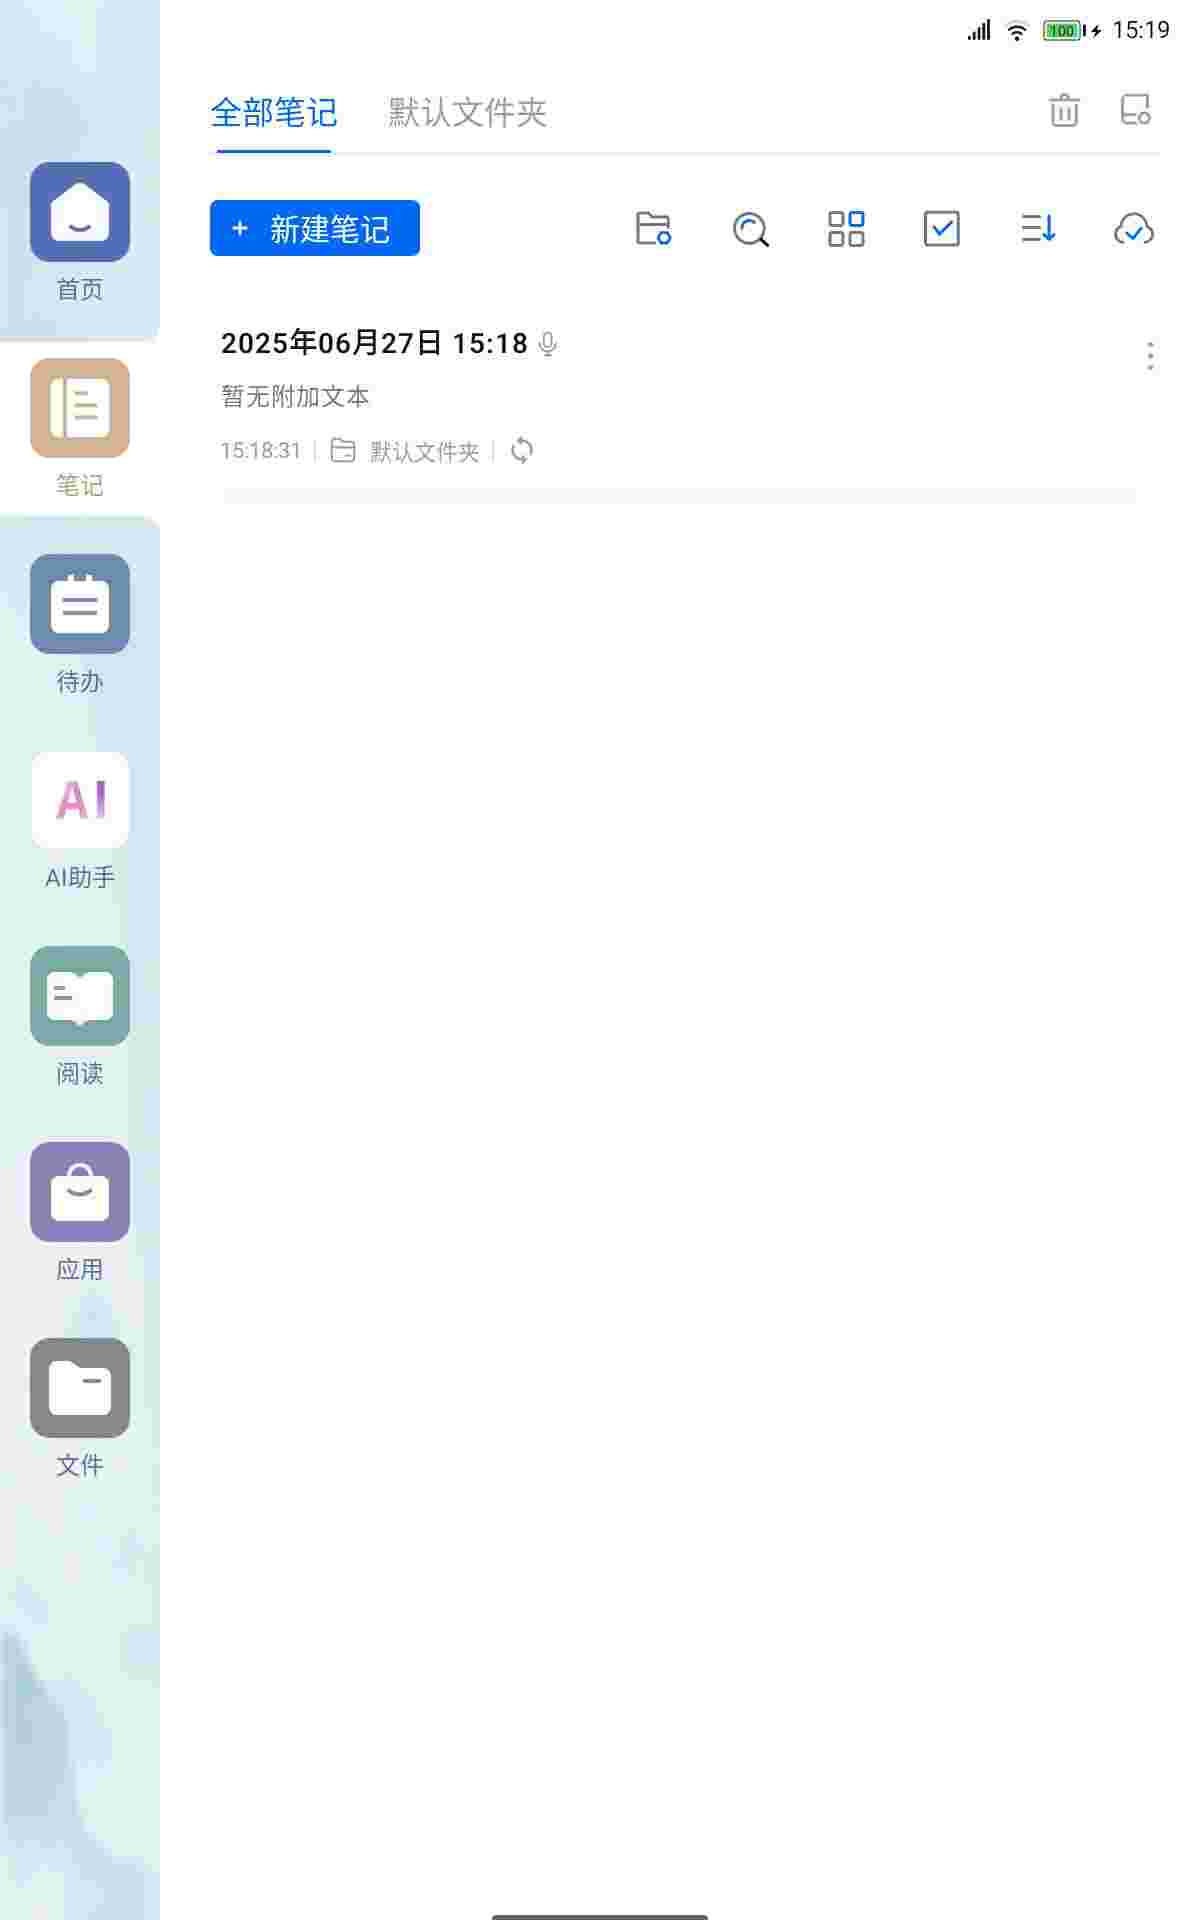 100 15:19
全部笔记 默认文件夹
+ 新建笔记
2025年06月27日 15:18
暂无附加文本
15:18:31 默认文件夹
首页
笔记
待办
AI
AI助手
阅读
应用
文件